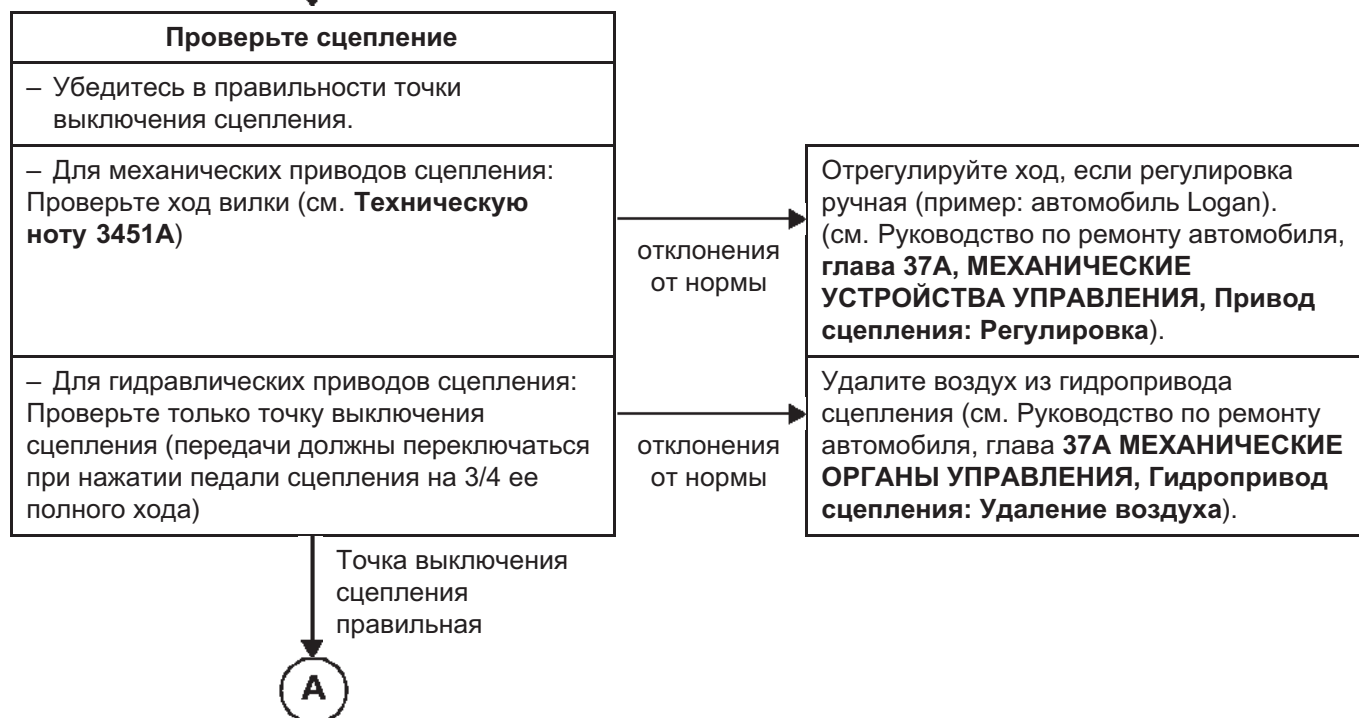 Проверьте сцепление
– Убедитесь в правильности точки
выключения сцепления.
– Для механических приводов сцепления:
Проверьте ход вилки (см. Техническую
ноту 3451А)
отклонения
от нормы
Отрегулируйте ход, если регулировка
ручная (пример: автомобиль Logan).
(см. Руководство по ремонту автомобиля,
глава 37А, МЕХАНИЧЕСКИЕ
УСТРОЙСТВА УПРАВЛЕНИЯ, Привод
сцепления: Регулировка).
– Для гидравлических приводов сцепления:
Проверьте только точку выключения
сцепления (передачи должны переключаться
при нажатии педали сцепления на 3/4 ее
полного хода)
отклонения
от нормы
Удалите воздух из гидропривода
сцепления (см. Руководство по ремонту
автомобиля, глава 37А МЕХАНИЧЕСКИЕ
ОРГАНЫ УПРАВЛЕНИЯ, Гидропривод
сцепления: Удаление воздуха).
Точка выключения
сцепления
правильная
А